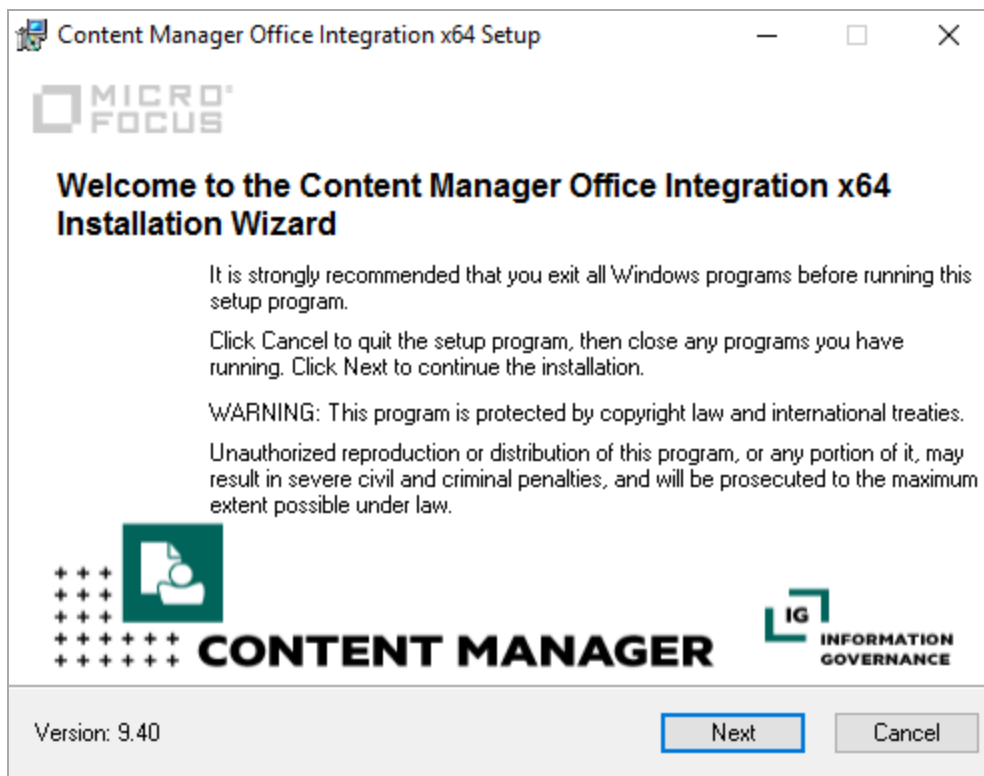 Content Manager Office Integration x64 Setup
MICRO
FOCUS
Welcome to the Content Manager Office Integration x64
Installation Wizard
It is strongly recommended that you exit all Windows programs before running this
setup program.
Click Cancel to quit the setup program, then close any programs you have
running. Click Next to continue the installation.
WARNING: This program is protected by copyright law and international treaties.
Unauthorized reproduction or distribution of this program, or any portion of it, may
result in severe civil and criminal penalties, and will be prosecuted to the maximum
extent possible under law.
CONTENT MANAGER
IG
INFORMATION
GOVERNANCE
Version: 9.40
Next
Cancel